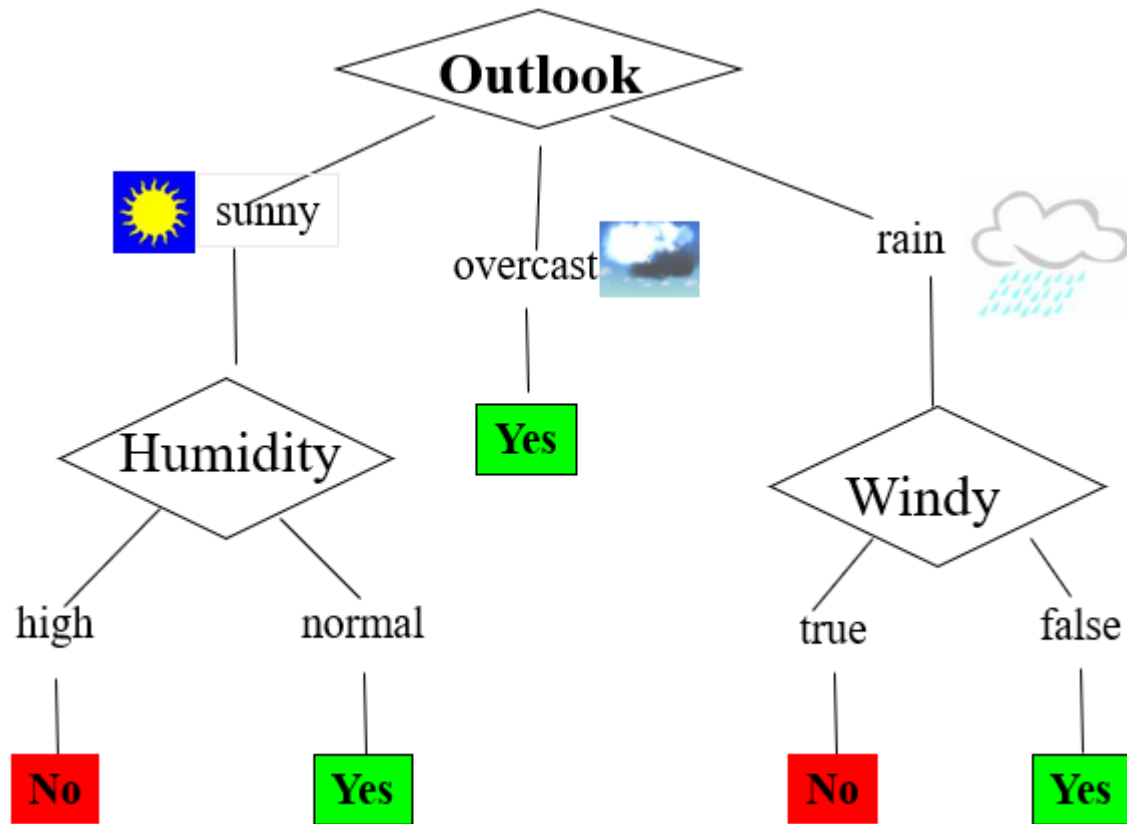 Outlook
sunny
overcast
rain
Humidity
Yes
Windy
high
normal
true
false
No
Yes
No
Yes